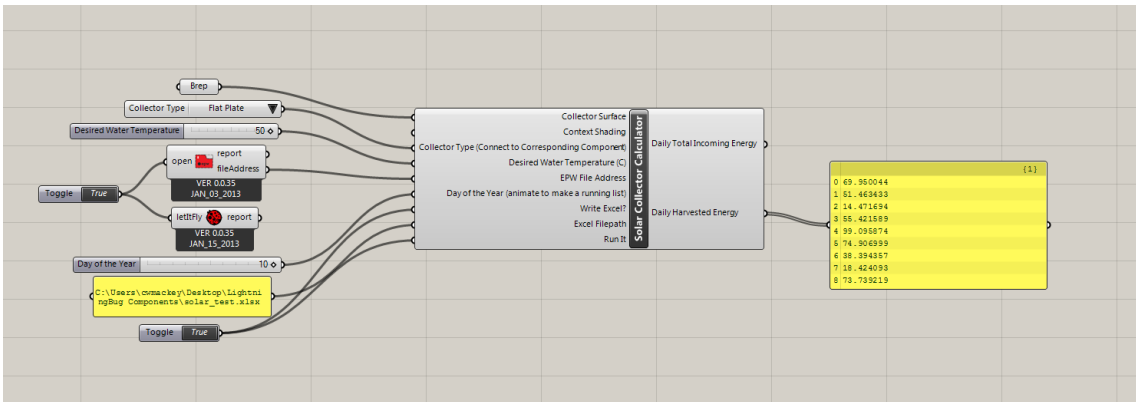 Brep
Collector Type Flat Plate
Desired Water Temperature 50
open report
fileAddress
VER 0.0.35
JAN_03_2013
Toggle True
letItFly report
VER 0.0.35
JAN_15_2013
Day of the Year 10
C:\Users\cwmackey\Desktop\Lightni
ngBug Components\solar_test.xlsx
Toggle True
Collector Surface
Context Shading
Collector Type (Connect to Corresponding Component)
Desired Water Temperature (C)
EPW File Address
Day of the Year (animate to make a running list)
Write Excel?
Excel Filepath
Run It
Solar Collector Calculator
Daily Total Incoming Energy
Daily Harvested Energy
{1}
0 69.950044
1 51.463433
2 14.471694
3 55.421589
4 99.095874
5 74.906999
6 38.394357
7 18.424093
8 73.739219